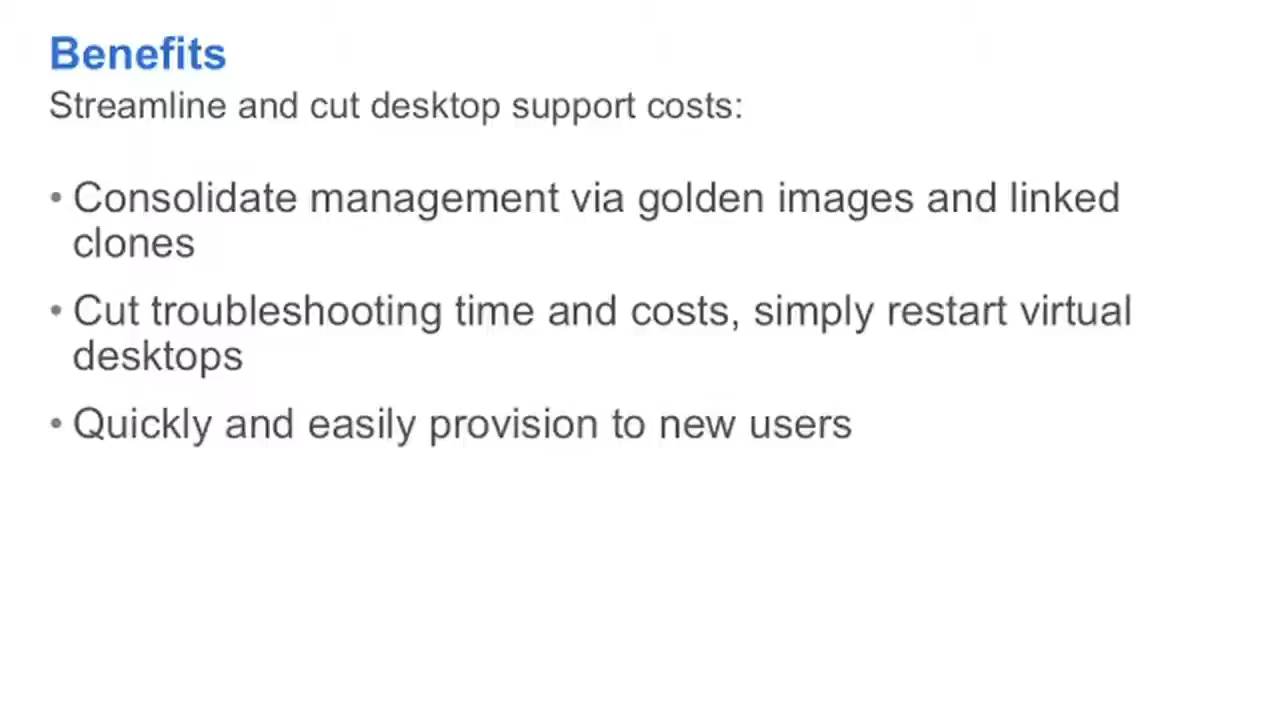 Benefits
Streamline and cut desktop support costs:
• Consolidate management via golden images and linked
clones
• Cut troubleshooting time and costs, simply restart virtual
desktops
• Quickly and easily provision to new users